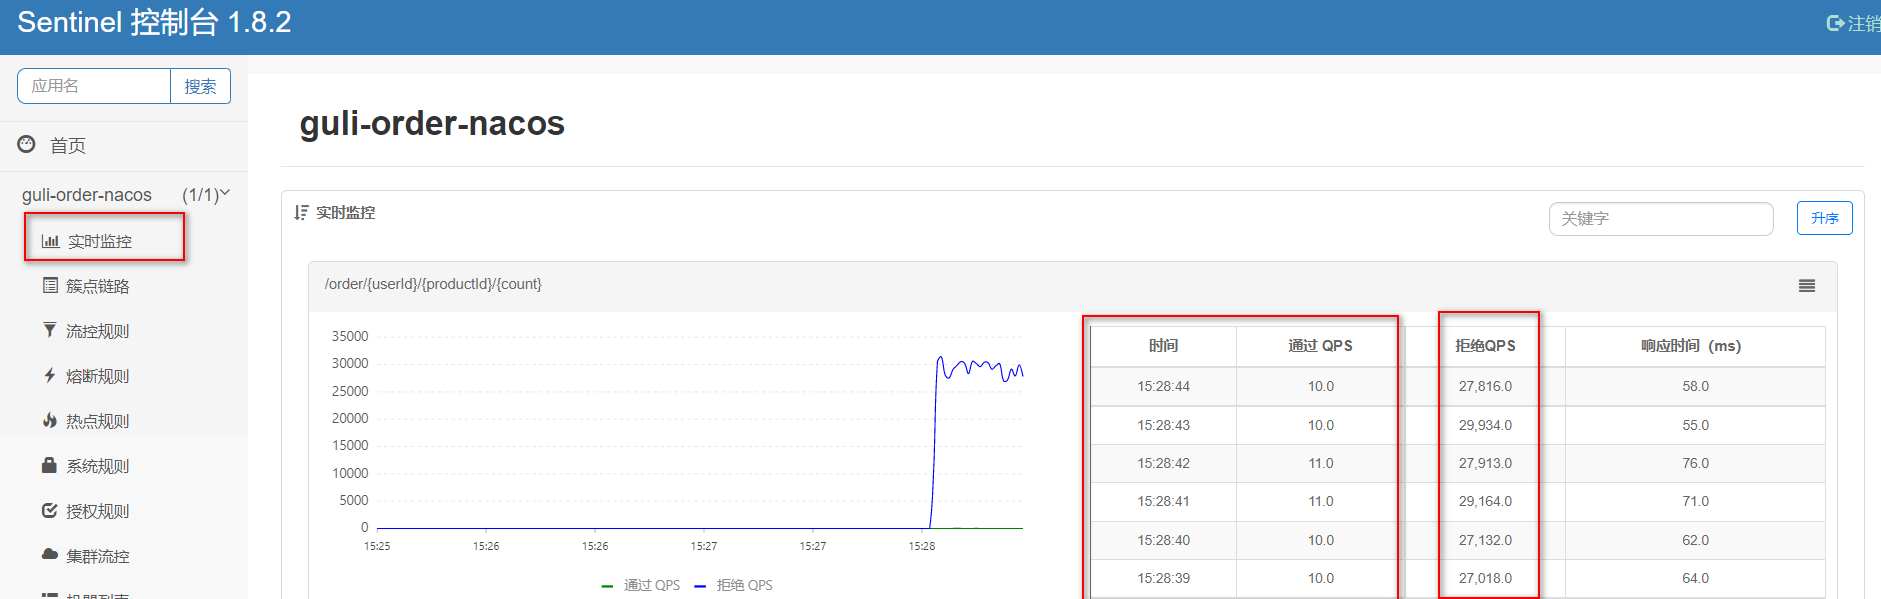 Sentinel 控制台 1.8.2
注销
应用名
搜索
首页
guli-order-nacos (1/1)
实时监控
簇点链路
流控规则
熔断规则
热点规则
系统规则
授权规则
集群流控
guli-order-nacos
实时监控
关键字
升序
/order/{userId}/{productId}/{count}
35000
30000
25000
20000
15000
10000
5000
0
15:25 15:26 15:26 15:27 15:27 15:28
通过 QPS 拒绝 QPS
时间 通过 QPS 拒绝QPS 响应时间（ms）
15:28:44 10.0 27,816.0 58.0
15:28:43 10.0 29,934.0 55.0
15:28:42 11.0 27,913.0 76.0
15:28:41 11.0 29,164.0 71.0
15:28:40 10.0 27,132.0 62.0
15:28:39 10.0 27,018.0 64.0